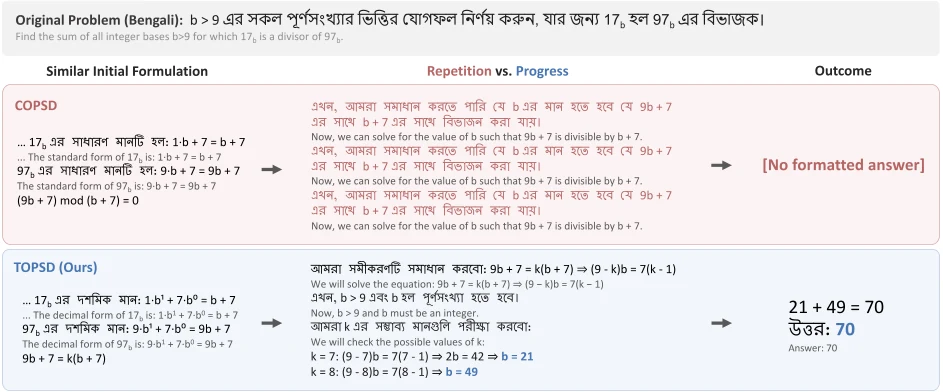 Original Problem (Bengali): b > 9 এর সকল পূর্ণসংখ্যার ভিত্তির যোগফল নির্ণয় করুন, যার জন্য 17b হল 97b এর বিভাজক।
Find the sum of all integer bases b>9 for which 17b is a divisor of 97b.
Similar Initial Formulation
Repetition vs. Progress
Outcome
COPSD
... 17b এর সাধারণ মানটি হল: 1·b + 7 = b + 7
... The standard form of 17b is: 1·b + 7 = b + 7
97b এর সাধারণ মানটি হল: 9·b + 7 = 9b + 7
The standard form of 97b is: 9·b + 7 = 9b + 7
(9b + 7) mod (b + 7) = 0
এখন, আমরা সমাধান করতে পারি যে b এর মান হতে হবে যে 9b + 7
এর সাথে b + 7 এর সাথে বিভাজন করা যায়।
Now, we can solve for the value of b such that 9b + 7 is divisible by b + 7.
এখন, আমরা সমাধান করতে পারি যে b এর মান হতে হবে যে 9b + 7
এর সাথে b + 7 এর সাথে বিভাজন করা যায়।
Now, we can solve for the value of b such that 9b + 7 is divisible by b + 7.
এখন, আমরা সমাধান করতে পারি যে b এর মান হতে হবে যে 9b + 7
এর সাথে b + 7 এর সাথে বিভাজন করা যায়।
Now, we can solve for the value of b such that 9b + 7 is divisible by b + 7.
[No formatted answer]
TOPSD (Ours)
... 17b এর দশমিক মান: 1·b¹ + 7·b⁰ = b + 7
... The decimal form of 17b is: 1·b¹ + 7·b⁰ = b + 7
97b এর দশমিক মান: 9·b¹ + 7·b⁰ = 9b + 7
The decimal form of 97b is: 9·b¹ + 7·b⁰ = 9b + 7
9b + 7 = k(b + 7)
আমরা সমীকরণটি সমাধান করবো: 9b + 7 = k(b + 7) ⇒ (9 - k)b = 7(k - 1)
We will solve the equation: 9b + 7 = k(b + 7) ⇒ (9 − k)b = 7(k − 1)
এখন, b > 9 এবং b হল পূর্ণসংখ্যা হতে হবে।
Now, b > 9 and b must be an integer.
আমরা k এর সম্ভাব্য মানগুলি পরীক্ষা করবো:
We will check the possible values of k:
k = 7: (9 - 7)b = 7(7 - 1) ⇒ 2b = 42 ⇒ b = 21
k = 8: (9 - 8)b = 7(8 - 1) ⇒ b = 49
21 + 49 = 70
উত্তর: 70
Answer: 70